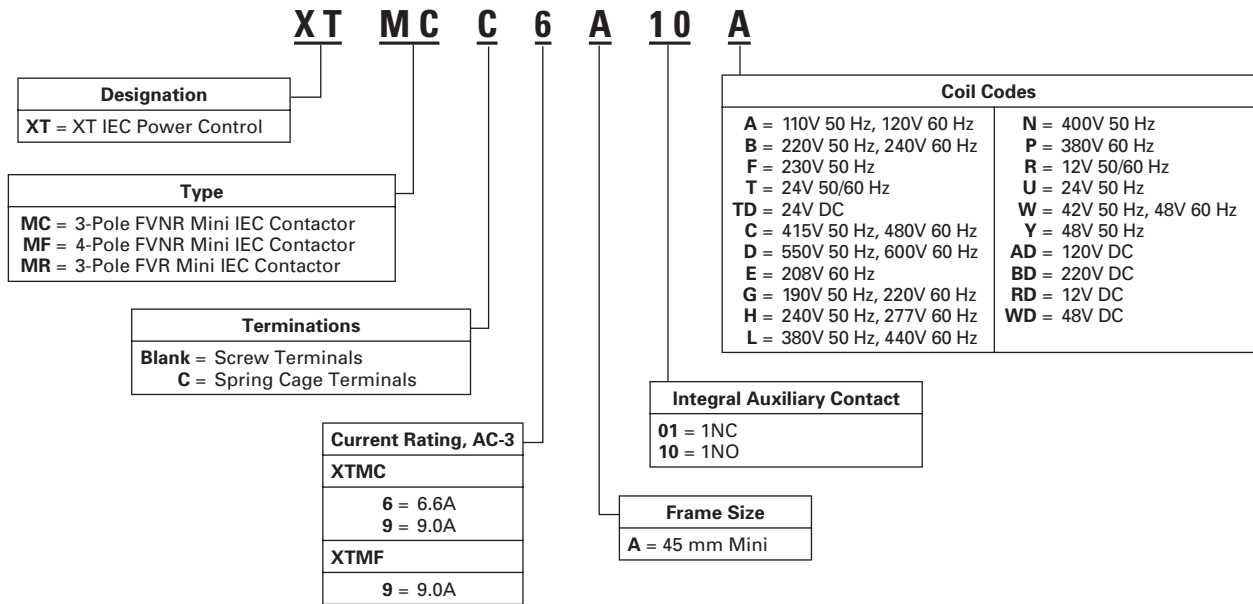 XT MC C 6 A 10 A
Designation
XT = XT IEC Power Control
Type
MC = 3-Pole FVNR Mini IEC Contactor
MF = 4-Pole FVNR Mini IEC Contactor
MR = 3-Pole FVR Mini IEC Contactor
Terminations
Blank = Screw Terminals
C = Spring Cage Terminals
Current Rating, AC-3
XTMC
6 = 6.6A
9 = 9.0A
XTMF
9 = 9.0A
Frame Size
A = 45 mm Mini
Integral Auxiliary Contact
01 = 1NC
10 = 1NO
Coil Codes
A = 110V 50 Hz, 120V 60 Hz
B = 220V 50 Hz, 240V 60 Hz
F = 230V 50 Hz
T = 24V 50/60 Hz
TD = 24V DC
C = 415V 50 Hz, 480V 60 Hz
D = 550V 50 Hz, 600V 60 Hz
E = 208V 60 Hz
G = 190V 50 Hz, 220V 60 Hz
H = 240V 50 Hz, 277V 60 Hz
L = 380V 50 Hz, 440V 60 Hz
N = 400V 50 Hz
P = 380V 60 Hz
R = 12V 50/60 Hz
U = 24V 50 Hz
W = 42V 50 Hz, 48V 60 Hz
Y = 48V 50 Hz
AD = 120V DC
BD = 220V DC
RD = 12V DC
WD = 48V DC